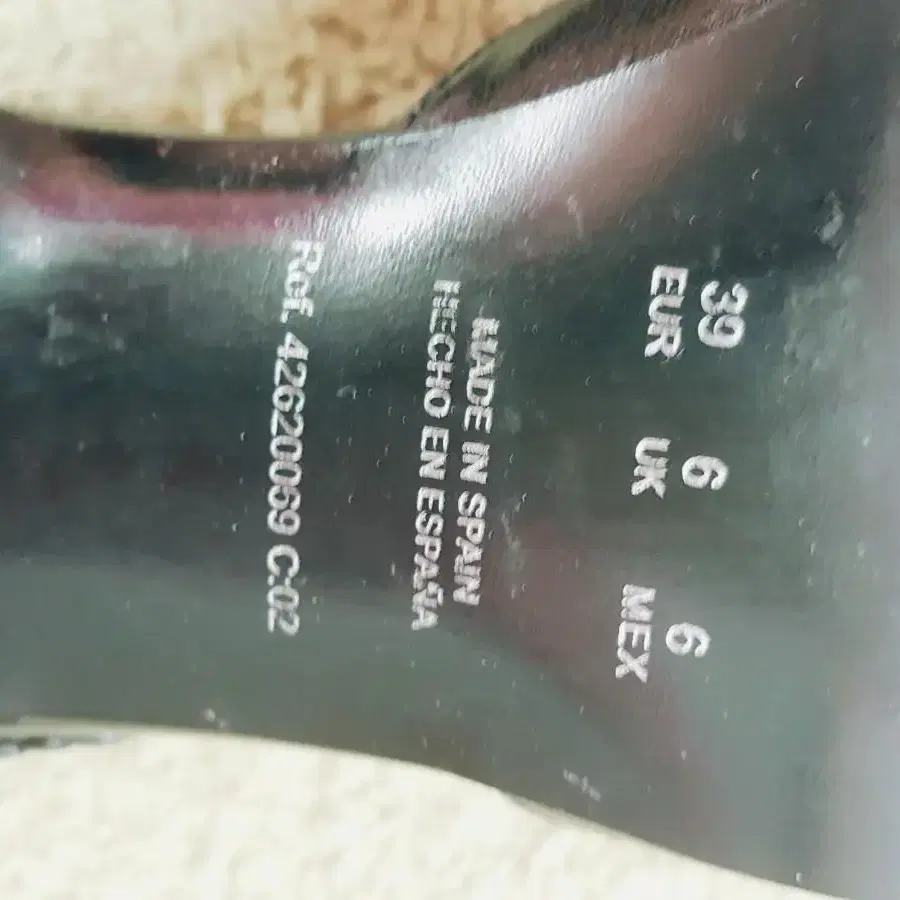 39 6 6
EUR UK MEX
MADE IN SPAIN
HECHO EN ESPAÑA
Ref. 42620069 C.02